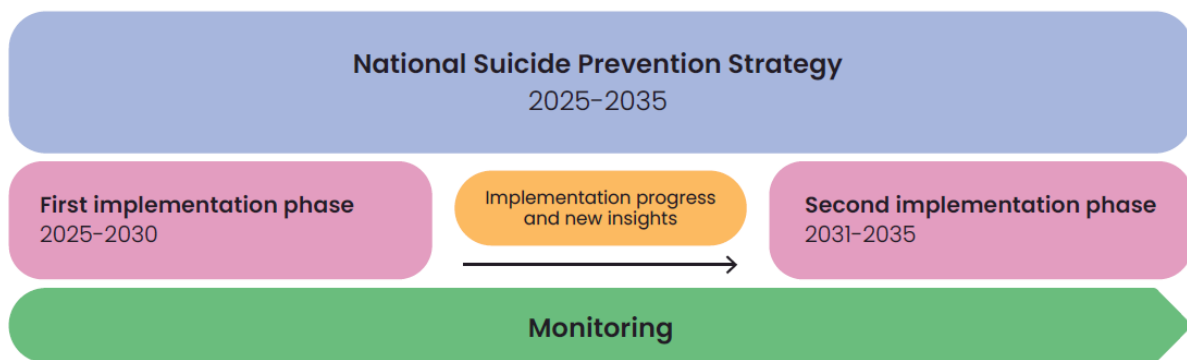 National Suicide Prevention Strategy
2025-2035
First implementation phase
2025-2030
Implementation progress
and new insights
Second implementation phase
2031-2035
Monitoring